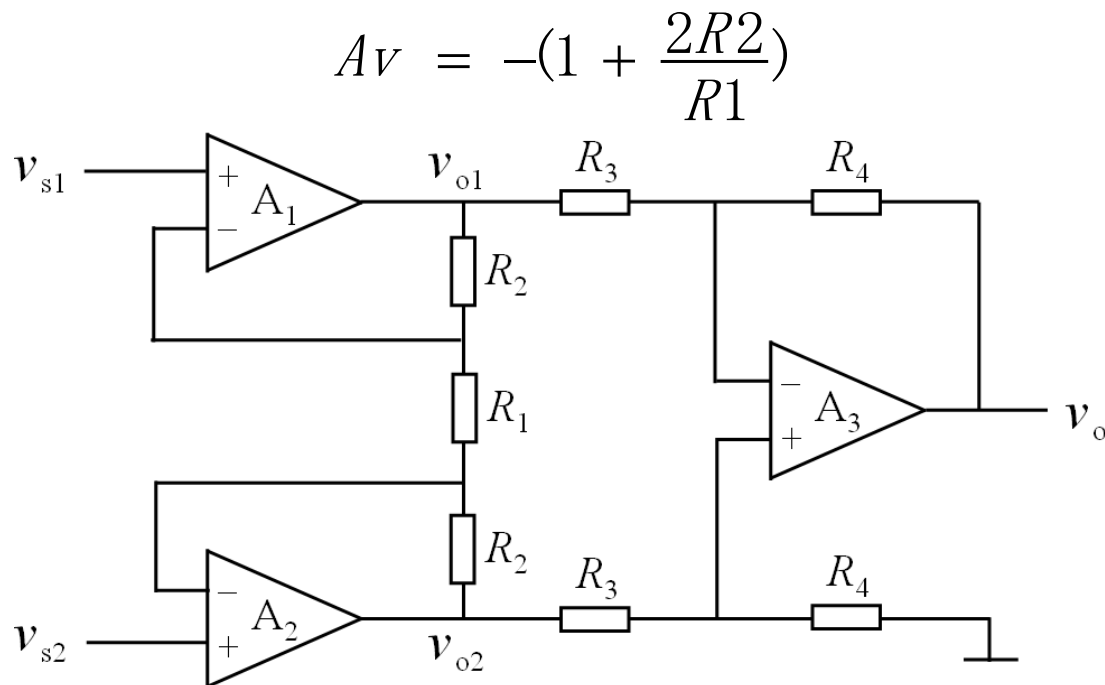 Av = -(1 + 2R2/R1)
vs1
+
A1
−
vo1
R3
R4
R2
R1
−
A3
+
vo
R2
−
A2
+
vs2
vo2
R3
R4